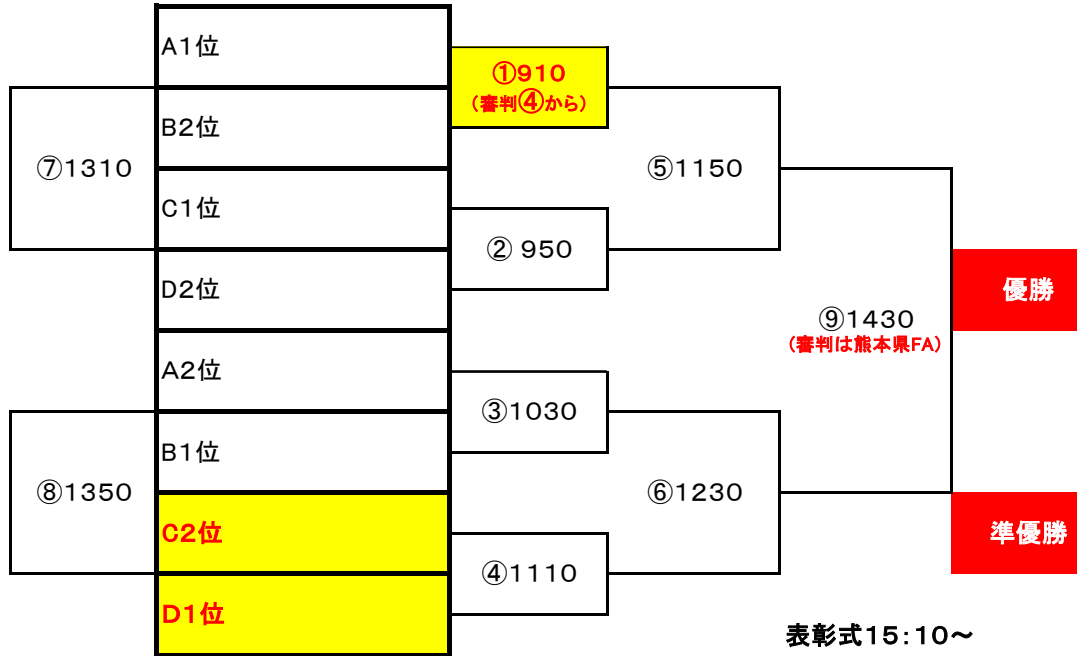 A1位
①910
(審判④から)
B2位
⑦1310
⑤1150
C1位
② 950
D2位
優勝
⑨1430
(審判は熊本県FA)
A2位
③1030
B1位
⑧1350
⑥1230
C2位
準優勝
④1110
D1位
表彰式15:10~